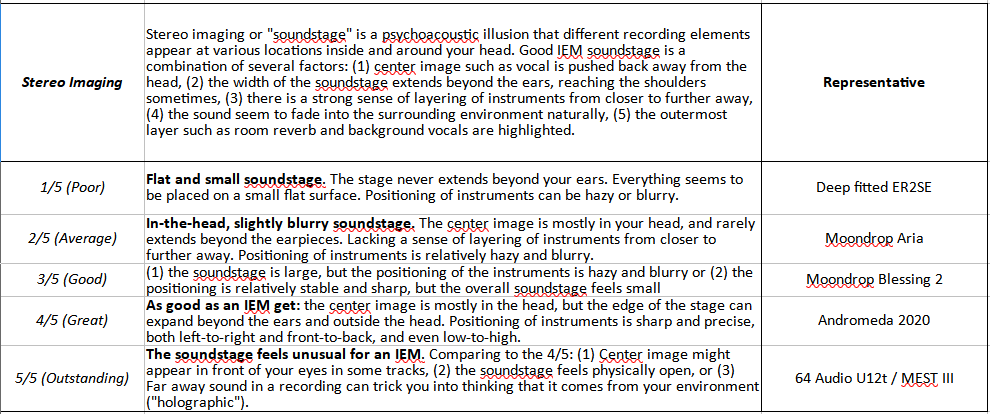 Stereo Imaging
Stereo imaging or "soundstage" is a psychoacoustic illusion that different recording elements
appear at various locations inside and around your head. Good IEM soundstage is a
combination of several factors: (1) center image such as vocal is pushed back away from the
head, (2) the width of the soundstage extends beyond the ears, reaching the shoulders
sometimes, (3) there is a strong sense of layering of instruments from closer to further away,
(4) the sound seem to fade into the surrounding environment naturally, (5) the outermost
layer such as room reverb and background vocals are highlighted.
Representative
1/5 (Poor)
Flat and small soundstage. The stage never extends beyond your ears. Everything seems to
be placed on a small flat surface. Positioning of instruments can be hazy or blurry.
Deep fitted ER2SE
2/5 (Average)
In-the-head, slightly blurry soundstage. The center image is mostly in your head, and rarely
extends beyond the earpieces. Lacking a sense of layering of instruments from closer to
further away. Positioning of instruments is relatively hazy and blurry.
Moondrop Aria
3/5 (Good)
(1) the soundstage is large, but the positioning of the instruments is hazy and blurry or (2) the
positioning is relatively stable and sharp, but the overall soundstage feels small
Moondrop Blessing 2
4/5 (Great)
As good as an IEM get: the center image is mostly in the head, but the edge of the stage can
expand beyond the ears and outside the head. Positioning of instruments is sharp and precise,
both left-to-right and front-to-back, and even low-to-high.
Andromeda 2020
5/5 (Outstanding)
The soundstage feels unusual for an IEM. Comparing to the 4/5: (1) Center image might
appear in front of your eyes in some tracks, (2) the soundstage feels physically open, or (3)
Far away sound in a recording can trick you into thinking that it comes from your environment
("holographic").
64 Audio U12t / MEST III